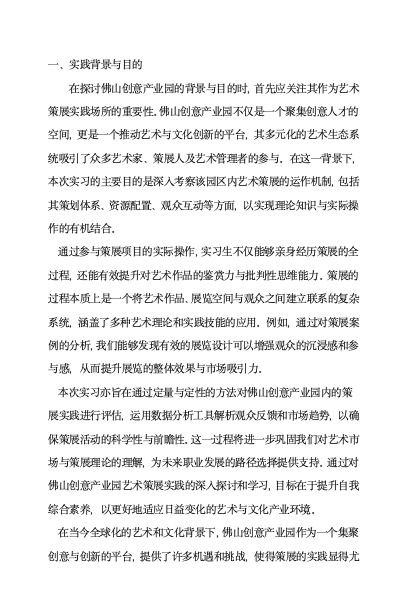 一、实践背景与目的
在探讨佛山创意产业园的背景与目的时，首先应关注其作为艺术
策展实践场所的重要性。佛山创意产业园不仅是一个聚集创意人才的
空间，更是一个推动艺术与文化创新的平台，其多元化的艺术生态系
统吸引了众多艺术家、策展人及艺术管理者的参与。在这一背景下，
本次实习的主要目的是深入考察该园区内艺术策展的运作机制，包括
其策划体系、资源配置、观众互动等方面，以实现理论知识与实际操
作的有机结合。
通过参与策展项目的实际操作，实习生不仅能够亲身经历策展的全
过程，还能有效提升对艺术作品的鉴赏力与批判性思维能力。策展的
过程本质上是一个将艺术作品、展览空间与观众之间建立联系的复杂
系统，涵盖了多种艺术理论和实践技能的应用。例如，通过对策展案
例的分析，我们能够发现有效的展览设计可以增强观众的沉浸感和参
与感，从而提升展览的整体效果与市场吸引力。
本次实习亦旨在通过定量与定性的方法对佛山创意产业园内的策
展实践进行评估，运用数据分析工具解析观众反馈和市场趋势，以确
保策展活动的科学性与前瞻性。这一过程将进一步巩固我们对艺术市
场与策展理论的理解，为未来职业发展的路径选择提供支持。通过对
佛山创意产业园艺术策展实践的深入探讨和学习，目标在于提升自我
综合素养，以更好地适应日益变化的艺术与文化产业环境。
在当今全球化的艺术和文化背景下，佛山创意产业园作为一个集聚
创意与创新的平台，提供了许多机遇和挑战，使得策展的实践显得尤